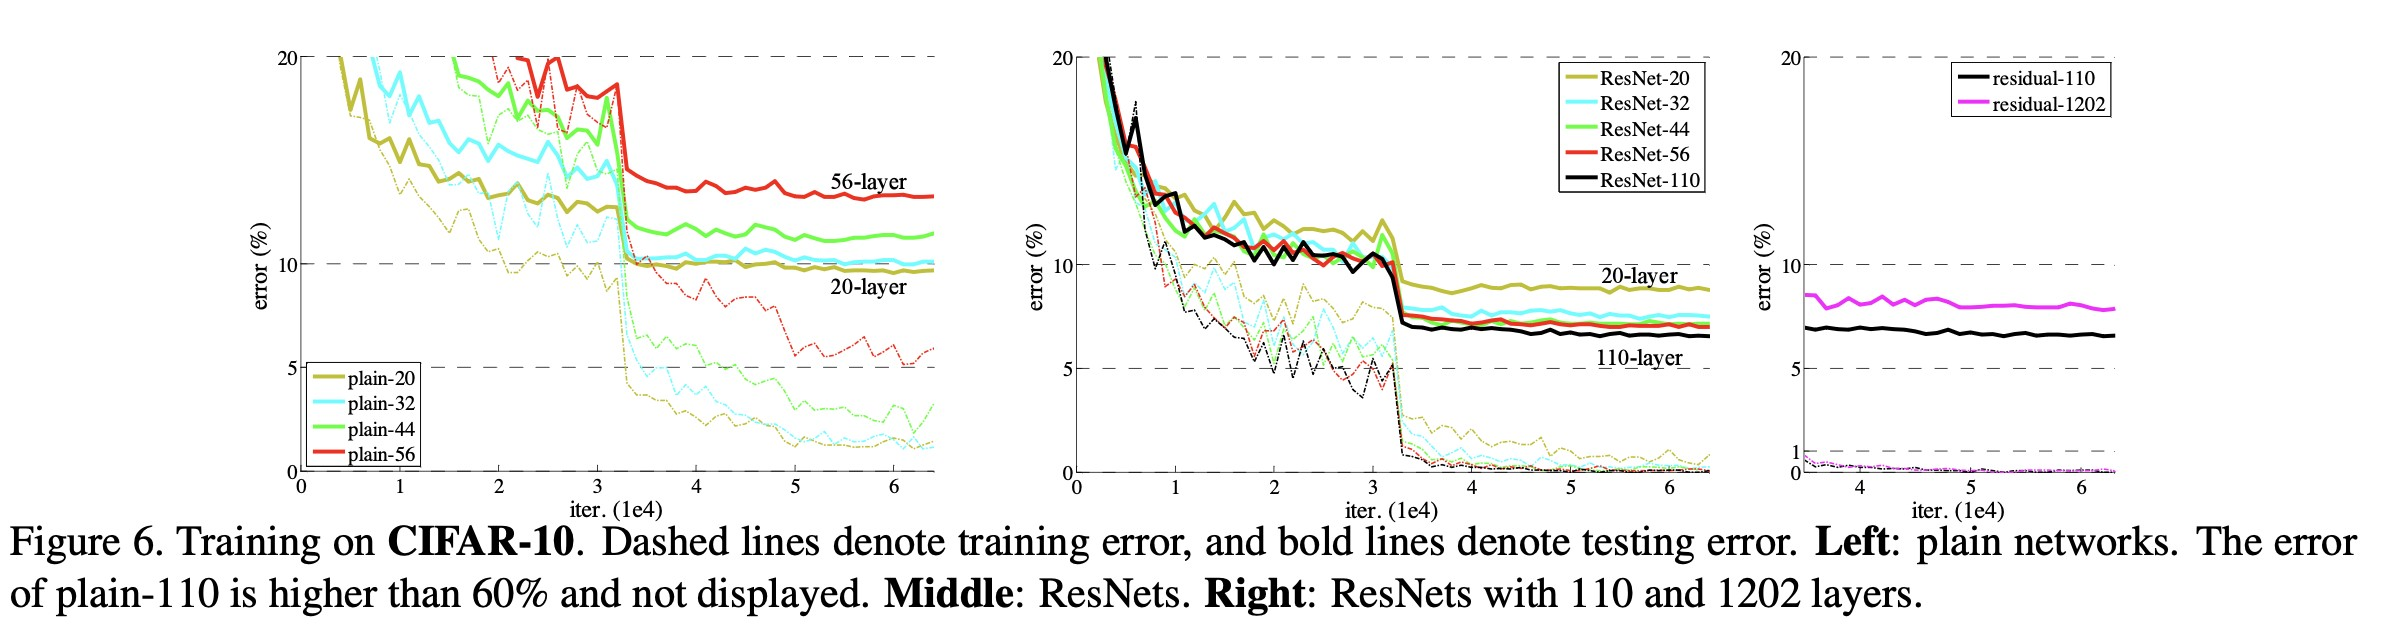 20
10
5
0
error (%)
56-layer
20-layer
plain-20
plain-32
plain-44
plain-56
0 1 2 3 4 5 6
iter. (1e4)
20
10
5
0
error (%)
ResNet-20
ResNet-32
ResNet-44
ResNet-56
ResNet-110
20-layer
110-layer
0 1 2 3 4 5 6
iter. (1e4)
20
10
5
1
0
error (%)
residual-110
residual-1202
4 5 6
iter. (1e4)
Figure 6. Training on CIFAR-10. Dashed lines denote training error, and bold lines denote testing error. Left: plain networks. The error
of plain-110 is higher than 60% and not displayed. Middle: ResNets. Right: ResNets with 110 and 1202 layers.